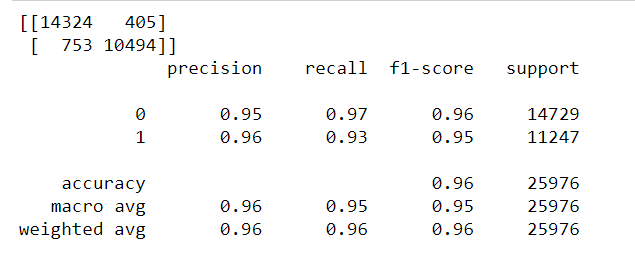 [[14324 405]
[ 753 10494]]
precision recall f1-score support
0 0.95 0.97 0.96 14729
1 0.96 0.93 0.95 11247
accuracy 0.96 25976
macro avg 0.96 0.95 0.95 25976
weighted avg 0.96 0.96 0.96 25976